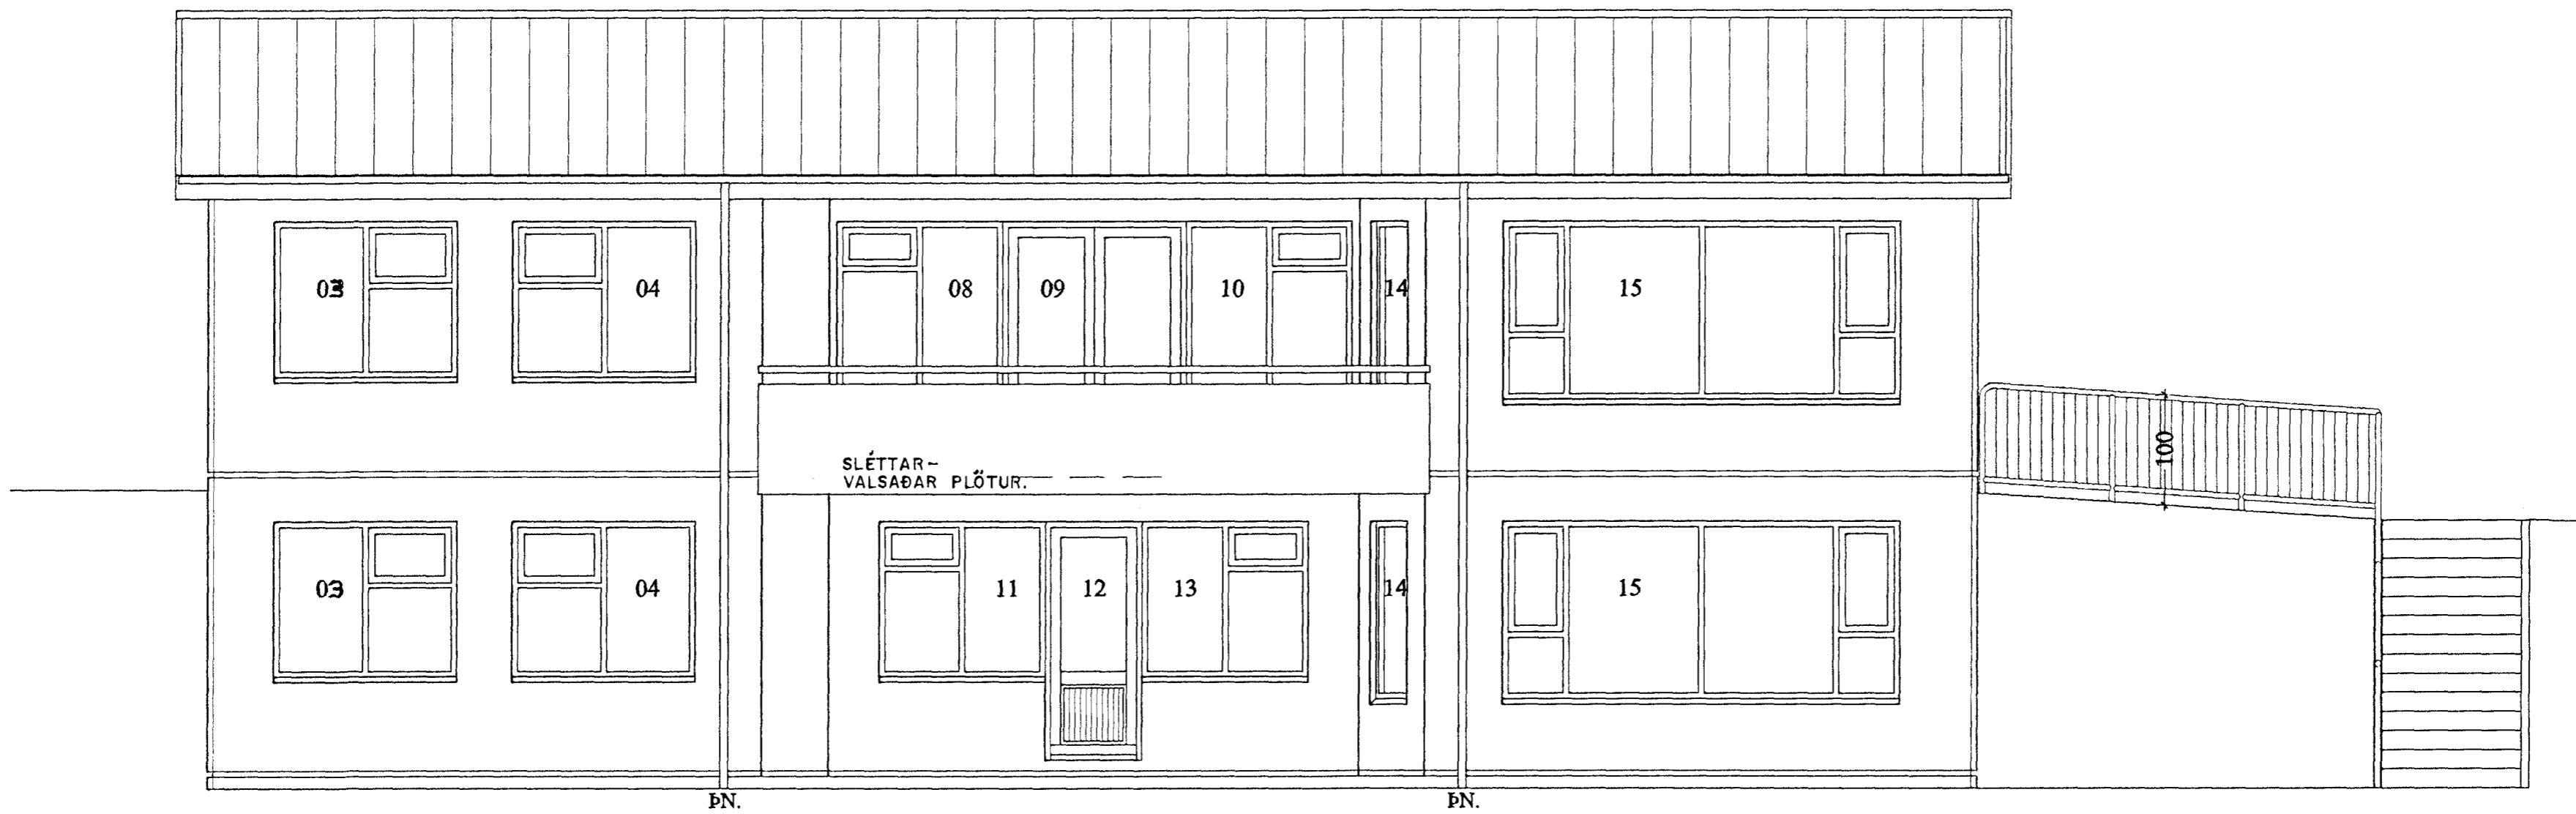 03 04 08 09 10 14 15
100
SLÉTTAR-
VALSAÐAR PLÖTUR.
03 04 11 12 13 14 15
ÞN. ÞN.